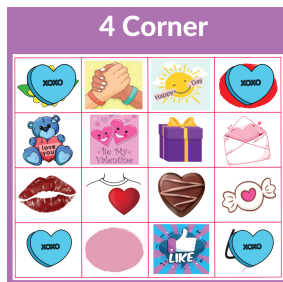 4 Corner
XOXO
Happy Day
XOXO
I
love
you
Be My
Valentine
XOXO
LIKE
XOXO